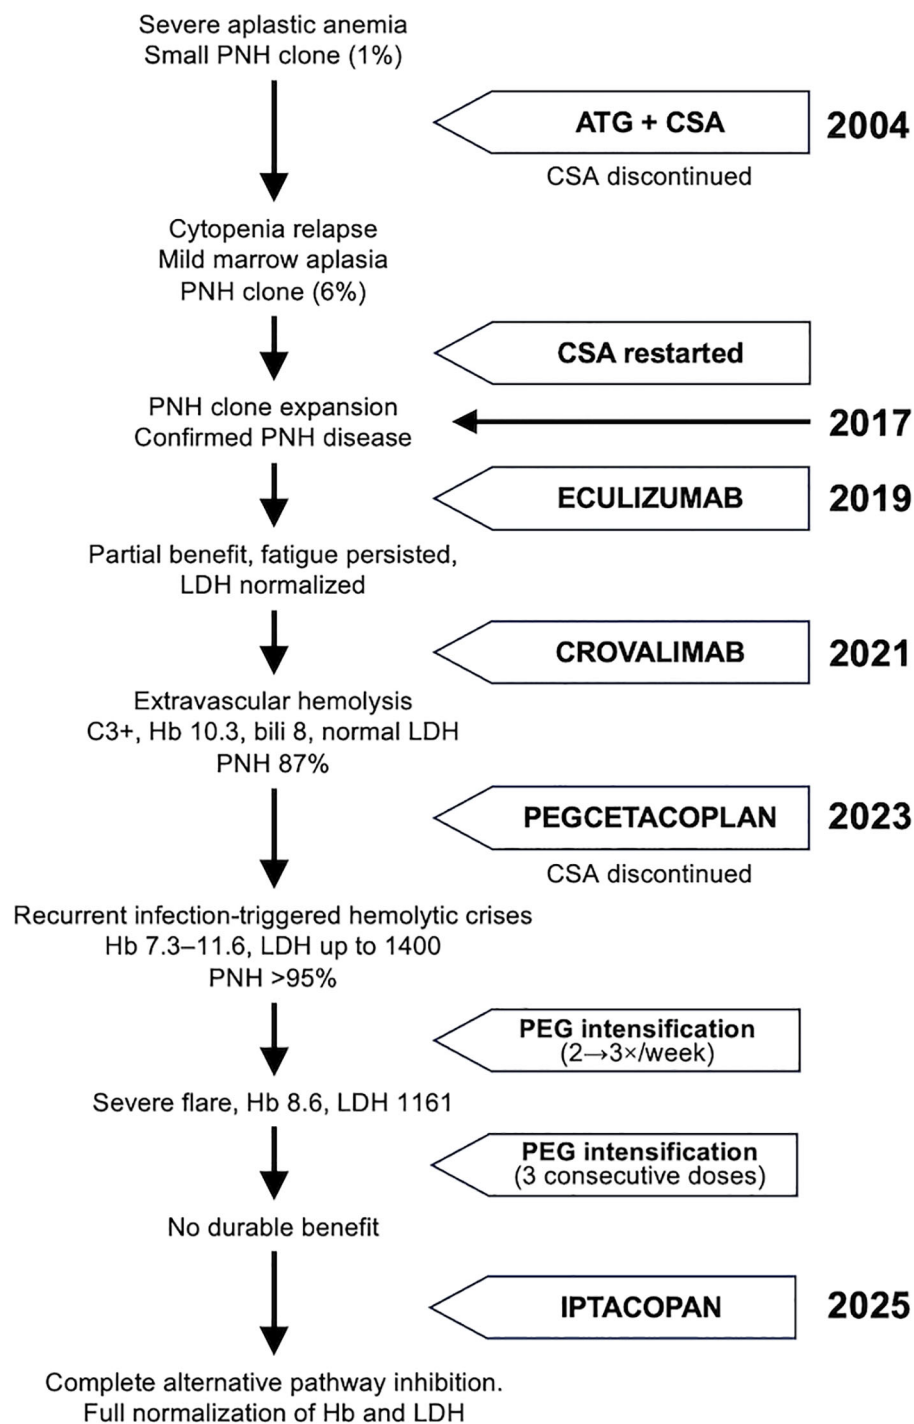 Severe aplastic anemia
Small PNH clone (1%)
ATG + CSA
2004
CSA discontinued
Cytopenia relapse
Mild marrow aplasia
PNH clone (6%)
CSA restarted
PNH clone expansion
Confirmed PNH disease
2017
ECULIZUMAB
2019
Partial benefit, fatigue persisted,
LDH normalized
CROVALIMAB
2021
Extravascular hemolysis
C3+, Hb 10.3, bili 8, normal LDH
PNH 87%
PEGCETACOPLAN
2023
CSA discontinued
Recurrent infection-triggered hemolytic crises
Hb 7.3–11.6, LDH up to 1400
PNH >95%
PEG intensification
(2→3×/week)
Severe flare, Hb 8.6, LDH 1161
PEG intensification
(3 consecutive doses)
No durable benefit
IPTACOPAN
2025
Complete alternative pathway inhibition.
Full normalization of Hb and LDH